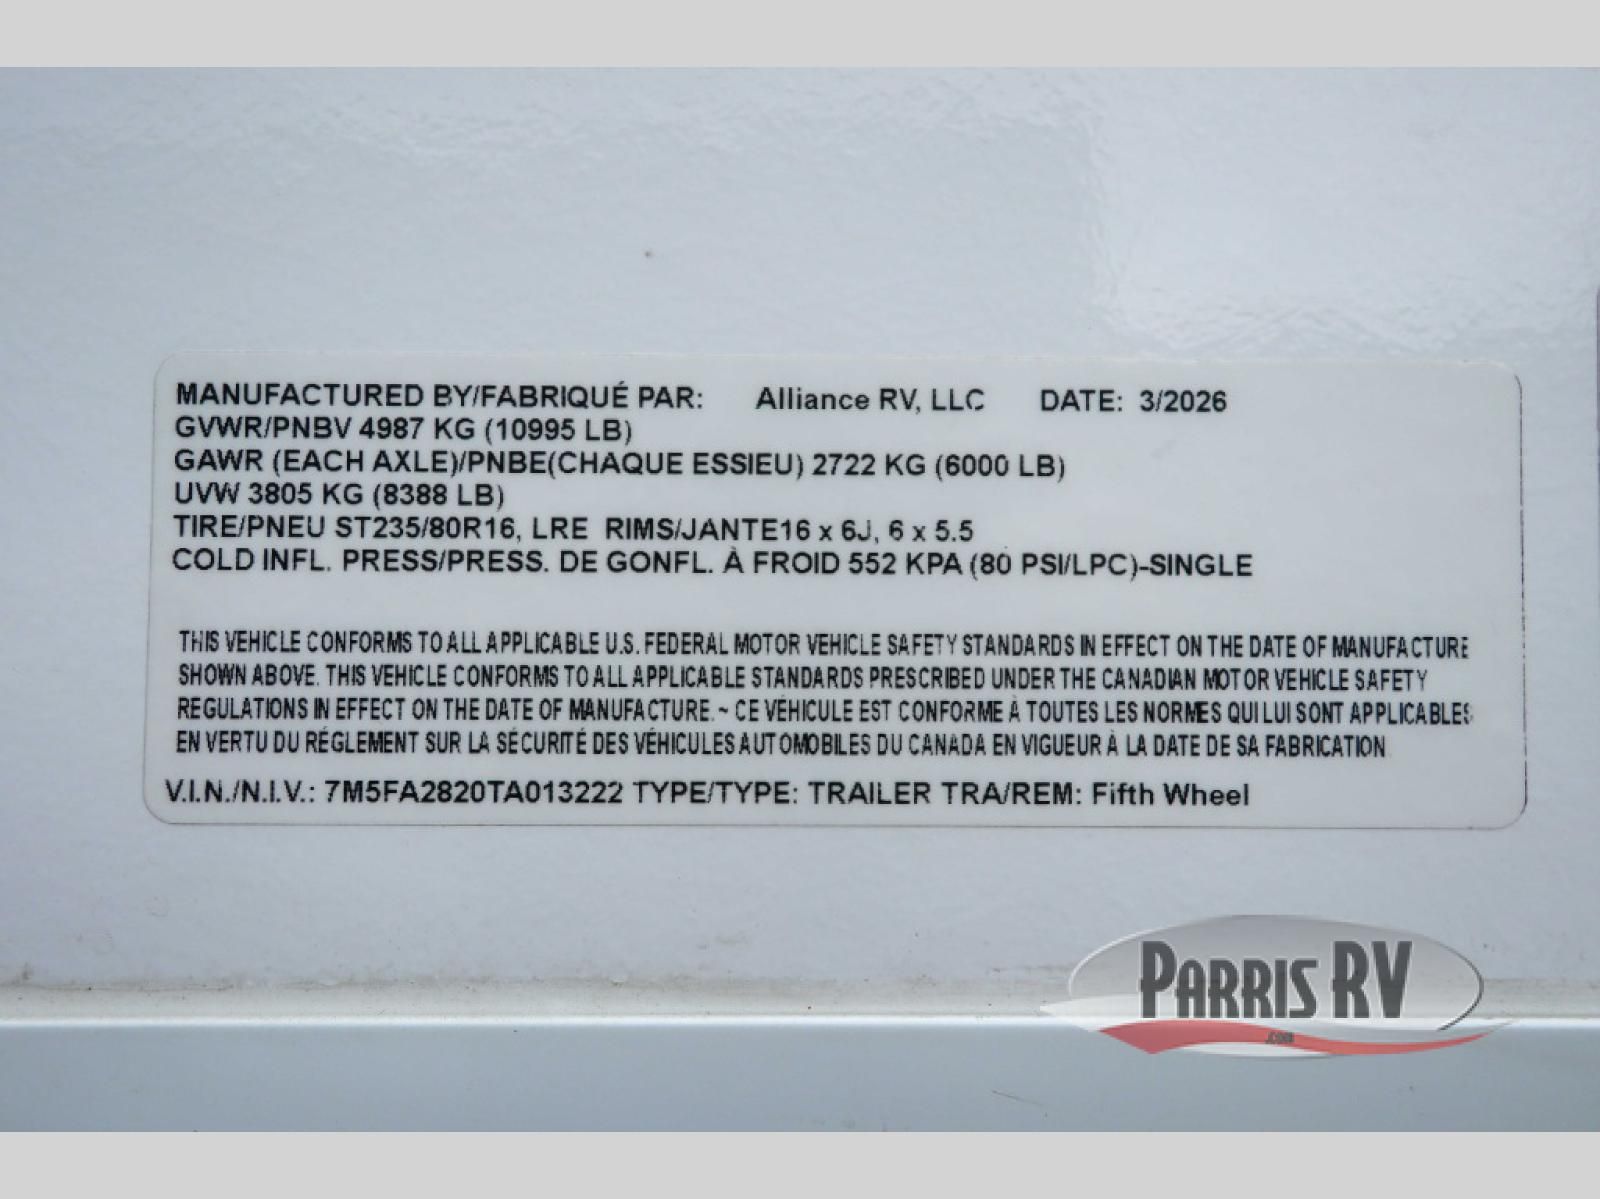 MANUFACTURED BY/FABRIQUÉ PAR: Alliance RV, LLC DATE: 3/2026
GVWR/PNBV 4987 KG (10995 LB)
GAWR (EACH AXLE)/PNBE(CHAQUE ESSIEU) 2722 KG (6000 LB)
UVW 3805 KG (8388 LB)
TIRE/PNEU ST235/80R16, LRE RIMS/JANTE16 x 6J, 6 x 5.5
COLD INFL. PRESS/PRESS. DE GONFL. À FROID 552 KPA (80 PSI/LPC)-SINGLE
THIS VEHICLE CONFORMS TO ALL APPLICABLE U.S. FEDERAL MOTOR VEHICLE SAFETY STANDARDS IN EFFECT ON THE DATE OF MANUFACTURE
SHOWN ABOVE. THIS VEHICLE CONFORMS TO ALL APPLICABLE STANDARDS PRESCRIBED UNDER THE CANADIAN MOTOR VEHICLE SAFETY
REGULATIONS IN EFFECT ON THE DATE OF MANUFACTURE. ~ CE VÉHICULE EST CONFORME À TOUTES LES NORMES QUI LUI SONT APPLICABLES
EN VERTU DU RÉGLEMENT SUR LA SÉCURITÉ DES VÉHICULES AUTOMOBILES DU CANADA EN VIGUEUR À LA DATE DE SA FABRICATION
V.I.N./N.I.V.: 7M5FA2820TA013222 TYPE/TYPE: TRAILER TRA/REM: Fifth Wheel
PARRIS RV
.com